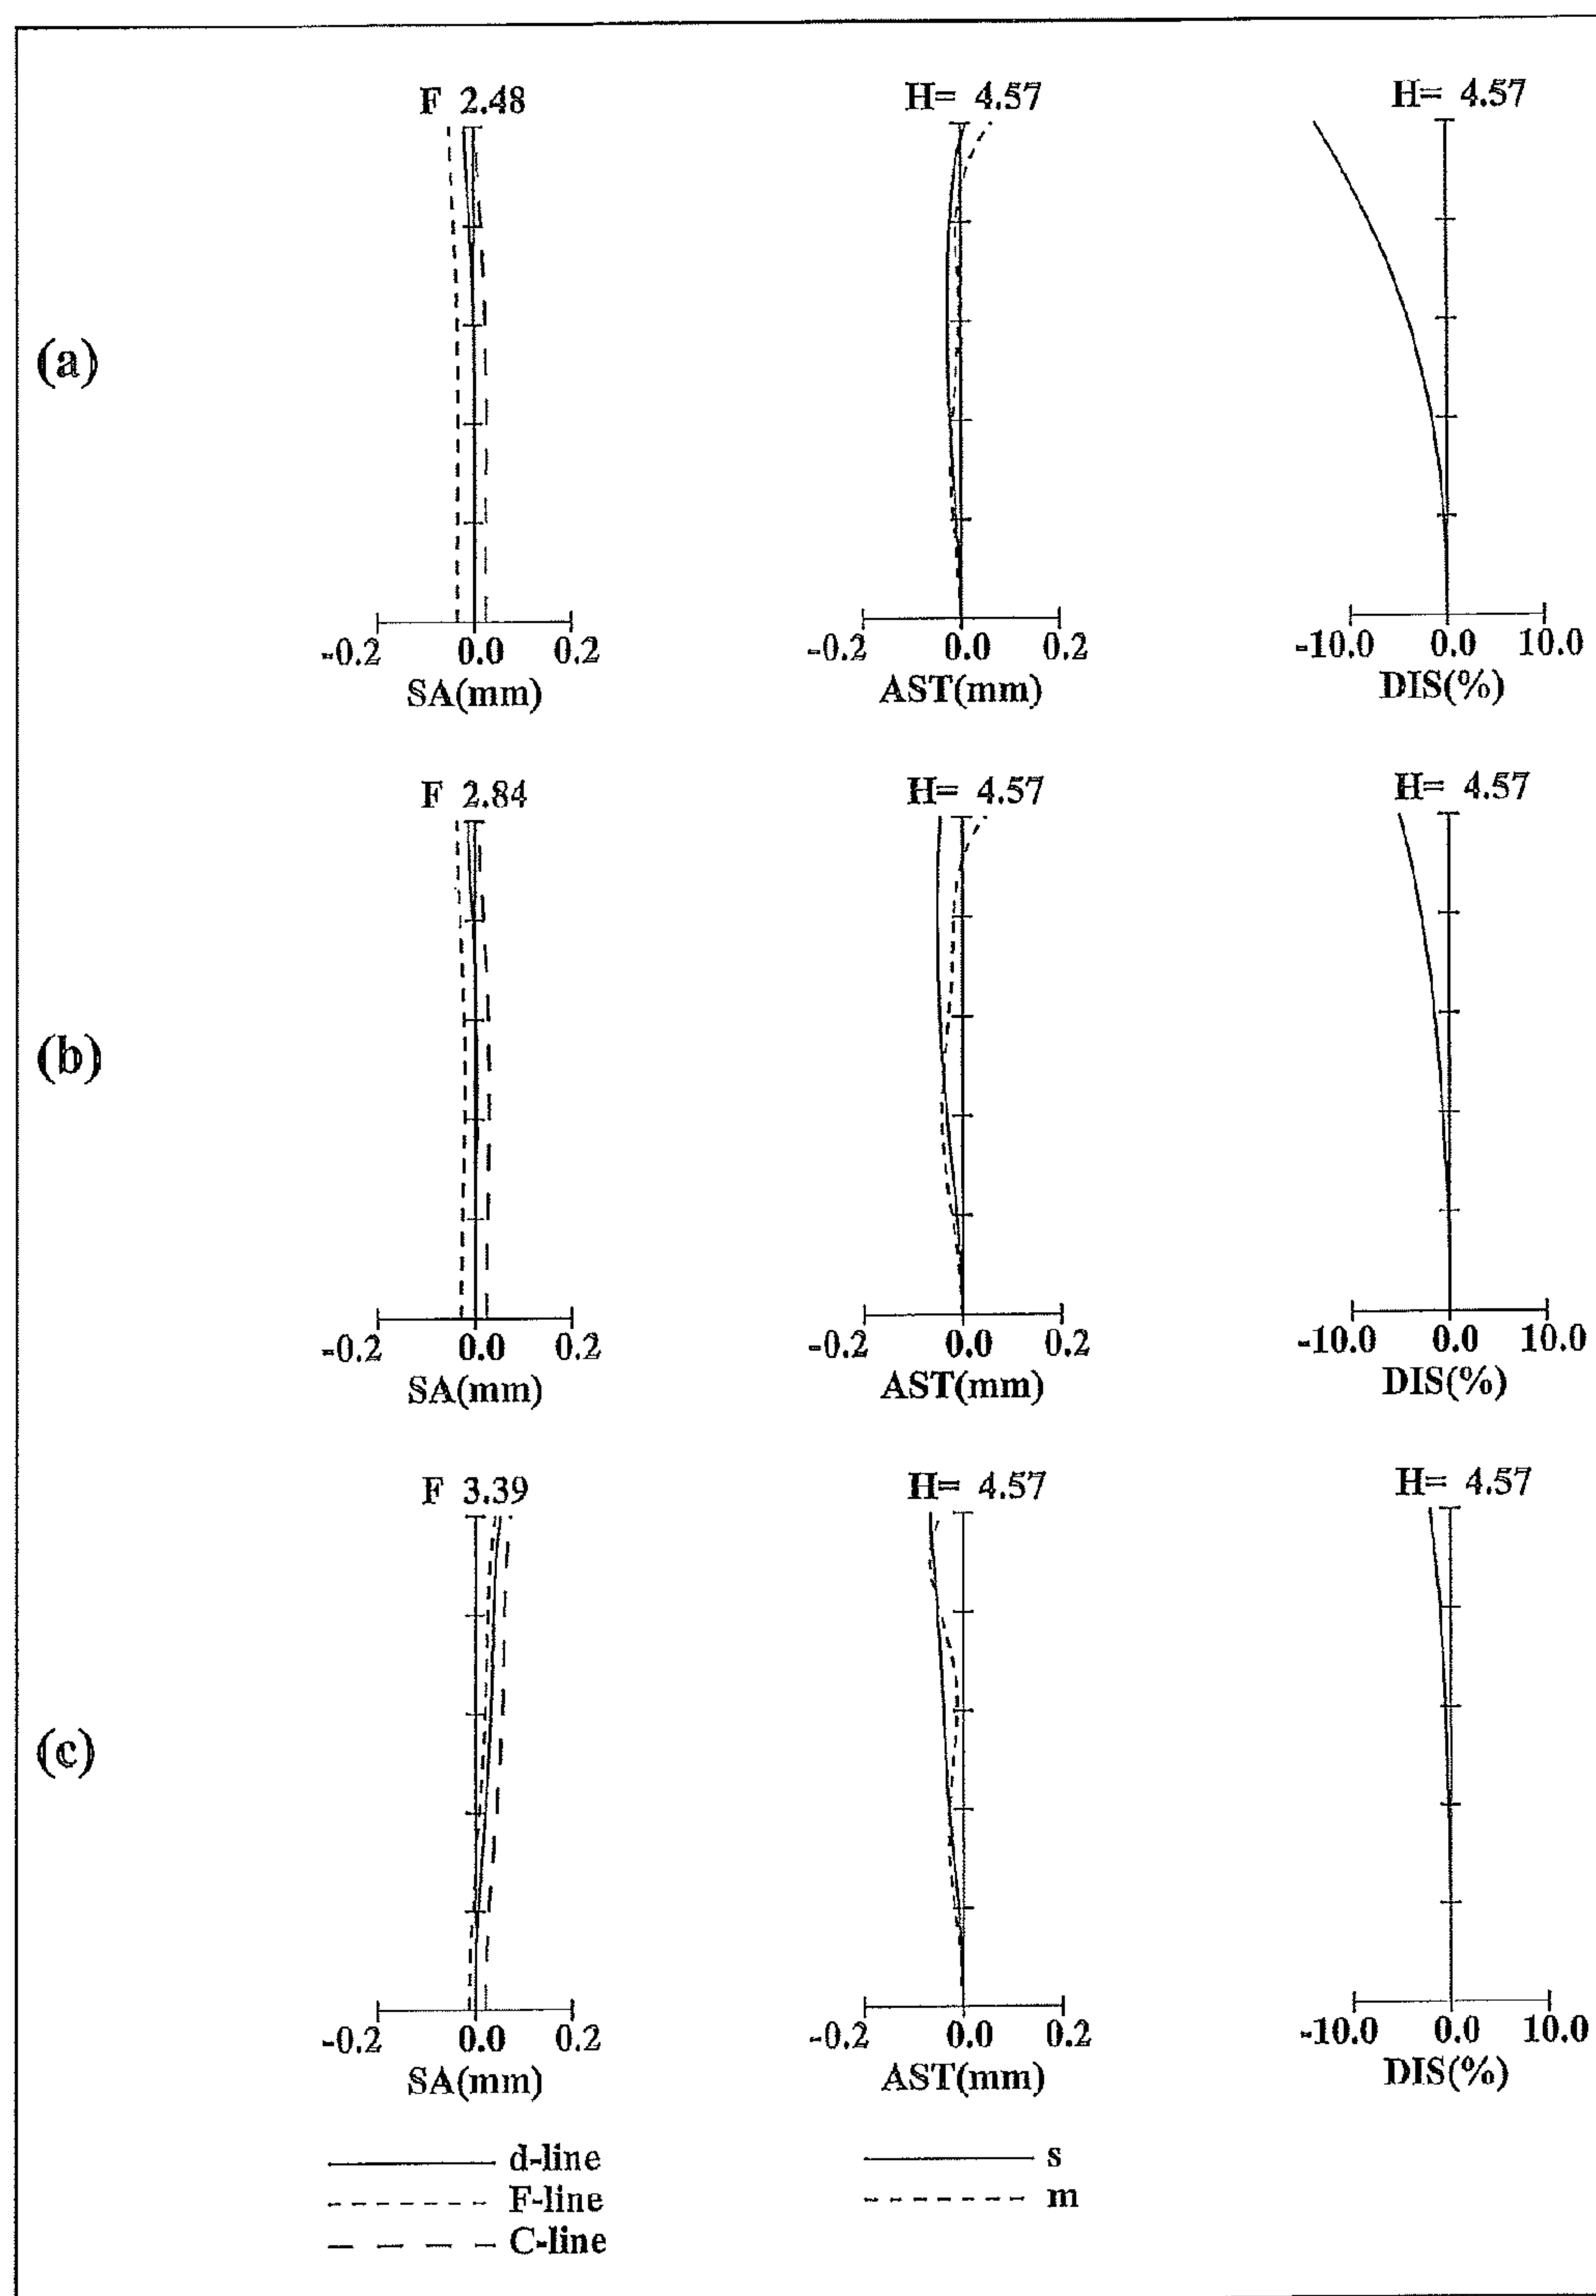 F 2.48 H= 4.57 H= 4.57
(a)
-0.2 0.0 0.2 -0.2 0.0 0.2 -10.0 0.0 10.0
SA(mm) AST(mm) DIS(%)
F 2.84 H= 4.57 H= 4.57
(b)
-0.2 0.0 0.2 -0.2 0.0 0.2 -10.0 0.0 10.0
SA(mm) AST(mm) DIS(%)
F 3.39 H= 4.57 H= 4.57
(c)
-0.2 0.0 0.2 -0.2 0.0 0.2 -10.0 0.0 10.0
SA(mm) AST(mm) DIS(%)
d-line s
F-line m
C-line